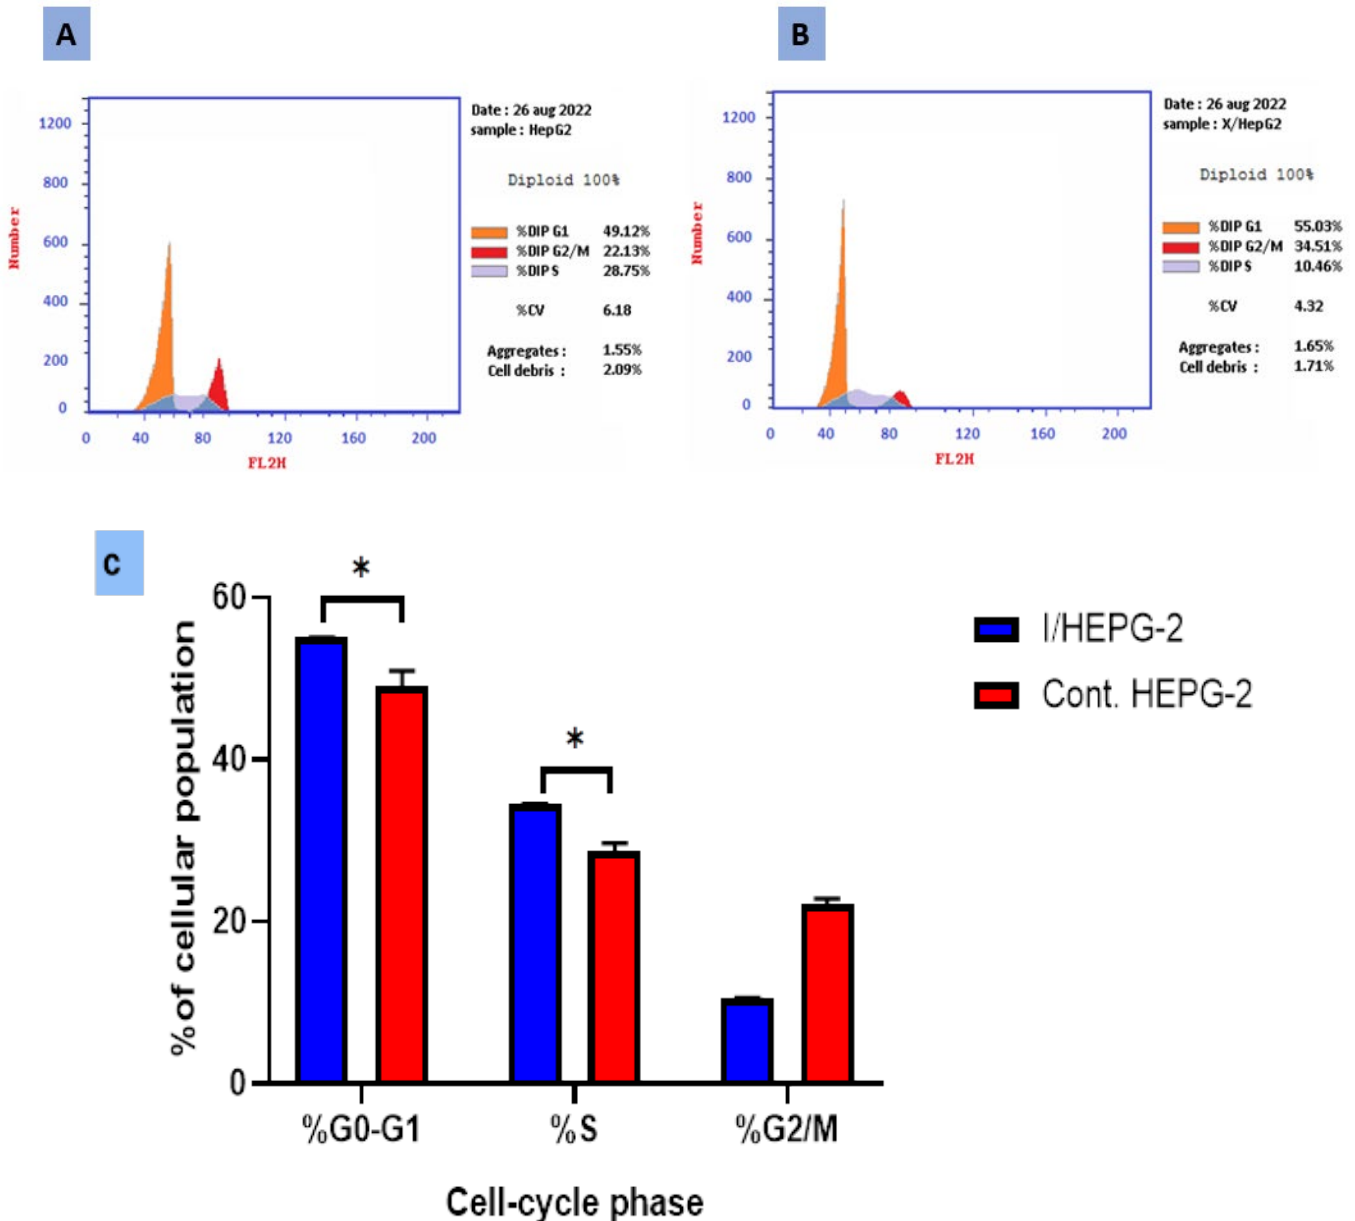 A
B
1200
800
600
400
200
0
0 40 80 120 160 200
Number
FL2H
Date : 26 aug 2022
sample : HepG2
Diploid 100%
%DIP G1 49.12%
%DIP G2/M 22.13%
%DIP S 28.75%
%CV 6.18
Aggregates : 1.55%
Cell debris : 2.09%
1200
800
600
400
200
0
0 40 80 120 160 200
Number
FL2H
Date : 26 aug 2022
sample : X/HepG2
Diploid 100%
%DIP G1 55.03%
%DIP G2/M 34.51%
%DIP S 10.46%
%CV 4.32
Aggregates : 1.65%
Cell debris : 1.71%
C
% of cellular population
60
40
20
0
*
*
%G0-G1 %S %G2/M
Cell-cycle phase
I/HEPG-2
Cont. HEPG-2